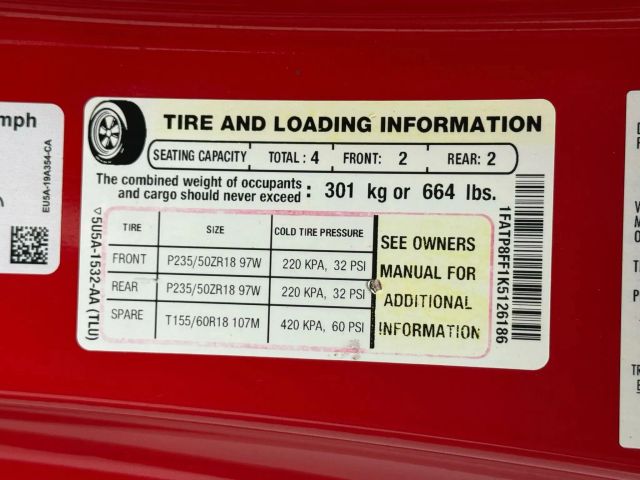 mph
EU5A-19A354-CA
TIRE AND LOADING INFORMATION
SEATING CAPACITY TOTAL : 4 FRONT: 2 REAR: 2
The combined weight of occupants
and cargo should never exceed : 301 kg or 664 lbs.
TIRE SIZE COLD TIRE PRESSURE
FRONT P235/50ZR18 97W 220 KPA, 32 PSI
REAR P235/50ZR18 97W 220 KPA, 32 PSI
SPARE T155/60R18 107M 420 KPA, 60 PSI
SEE OWNERS
MANUAL FOR
ADDITIONAL
INFORMATION
5U5A-1532-AA (TLU)
1FATP8FF1K5126186